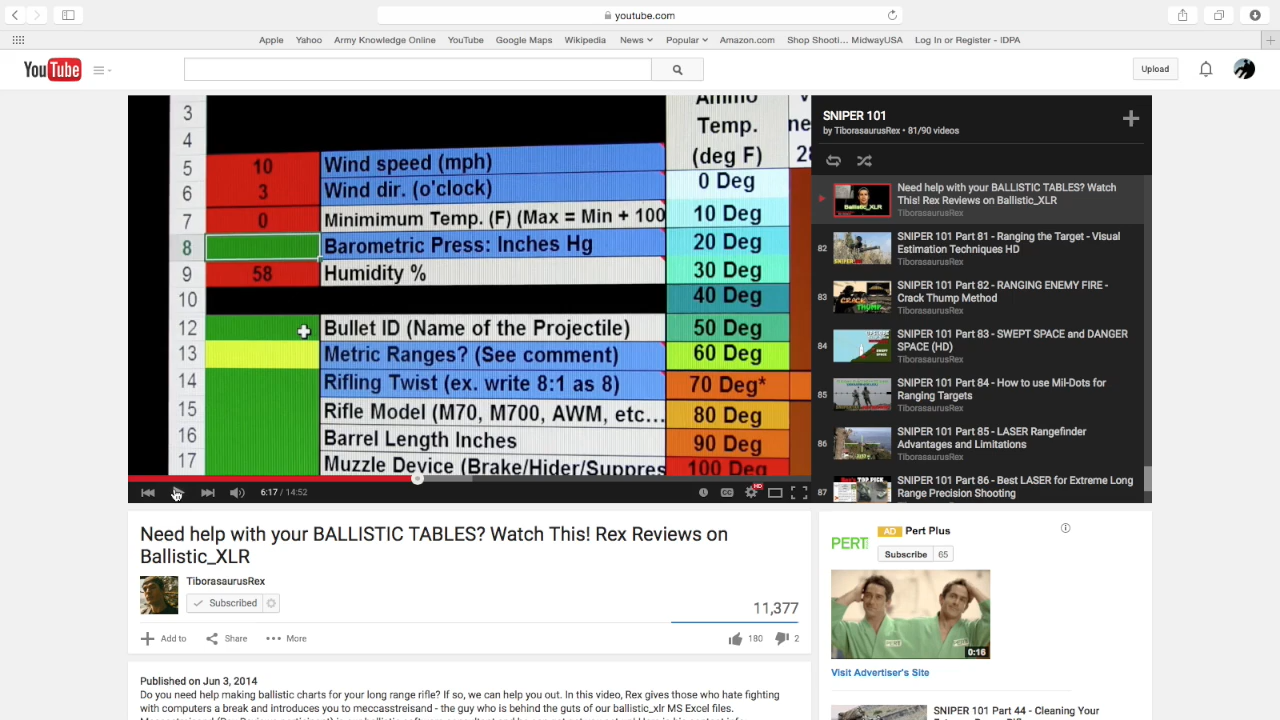 youtube.com
Apple Yahoo Army Knowledge Online YouTube Google Maps Wikipedia News Popular Amazon.com Shop Shooti... MidwayUSA Log In or Register - IDPA
YouTube
Upload
3
4
5 10 Wind speed (mph)
6 3 Wind dir. (o'clock)
7 0 Minimimum Temp. (F) (Max = Min + 100
8 Barometric Press: Inches Hg
9 58 Humidity %
10
12 Bullet ID (Name of the Projectile)
13 Metric Ranges? (See comment)
14 Rifling Twist (ex. write 8:1 as 8)
15 Rifle Model (M70, M700, AWM, etc...
16 Barrel Length Inches
17 Muzzle Device (Brake/Hider/Suppres
Ammo
Temp.
(deg F)
0 Deg
10 Deg
20 Deg
30 Deg
40 Deg
50 Deg
60 Deg
70 Deg*
80 Deg
90 Deg
100 Deg
6:17 / 14:52
HD
SNIPER 101
by TiborasaurusRex • 81/90 videos
Need help with your BALLISTIC TABLES? Watch
This! Rex Reviews on Ballistic_XLR
TiborasaurusRex
Ballistic_XLR
82
SNIPER 101 Part 81 - Ranging the Target - Visual
Estimation Techniques HD
TiborasaurusRex
83
SNIPER 101 Part 82 - RANGING ENEMY FIRE -
Crack Thump Method
TiborasaurusRex
CRACK
THUMP
84
SNIPER 101 Part 83 - SWEPT SPACE and DANGER
SPACE (HD)
TiborasaurusRex
85
SNIPER 101 Part 84 - How to use Mil-Dots for
Ranging Targets
TiborasaurusRex
86
SNIPER 101 Part 85 - LASER Rangefinder
Advantages and Limitations
TiborasaurusRex
87
SNIPER 101 Part 86 - Best LASER for Extreme Long
Range Precision Shooting
Need help with your BALLISTIC TABLES? Watch This! Rex Reviews on
Ballistic_XLR
TiborasaurusRex
Subscribed
11,377
Add to Share More
180 2
Published on Jul 3, 2014
Do you need help making ballistic charts for your long range rifle? If so, we can help you out. In this video, Rex gives those who hate fighting
with computers a break and introduces you to meccasstreisand - the guy who is behind the guts of our ballistic_xlr MS Excel files.
PERT
AD Pert Plus
Subscribe 65
0:16
Visit Advertiser's Site
SNIPER 101 Part 44 - Cleaning Your